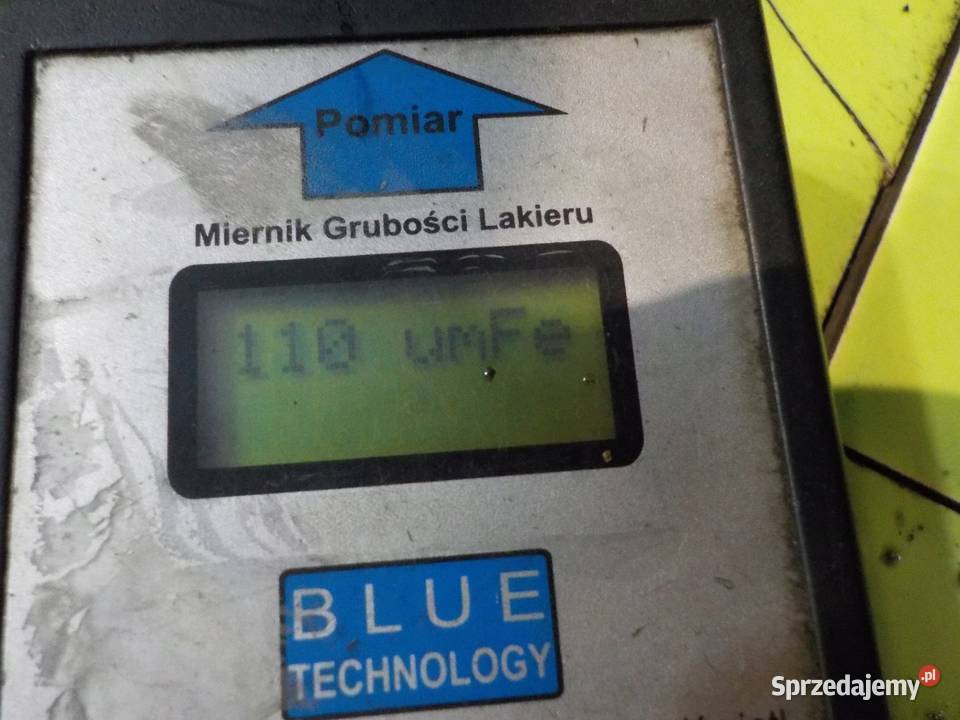 Pomiar
Miernik Grubości Lakieru
110 umFe
BLUE
TECHNOLOGY
Sprzedajemy.pl